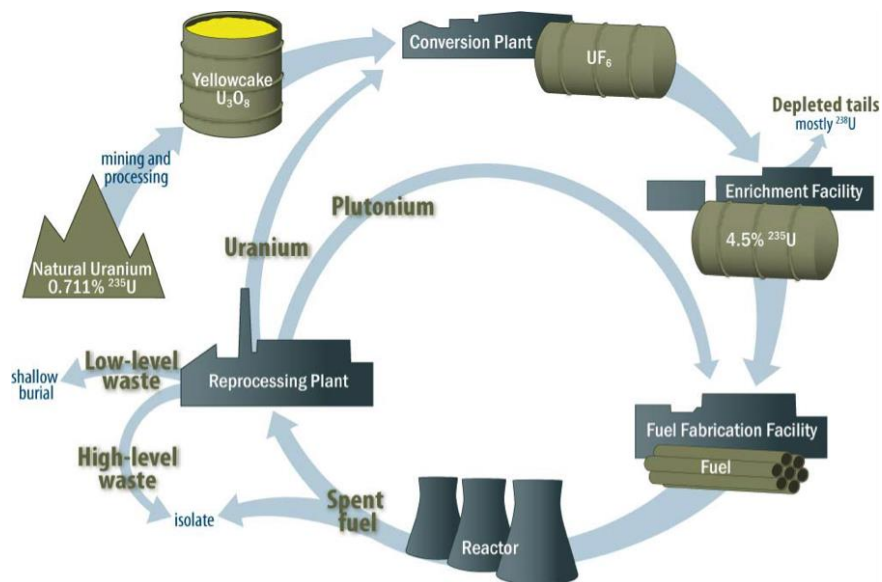 Yellowcake
U₃O₈
Conversion Plant
UF₆
Depleted tails
mostly ²³⁸U
mining and
processing
Enrichment Facility
4.5% ²³⁵U
Plutonium
Uranium
Natural Uranium
0.711% ²³⁵U
Low-level
waste
shallow
burial
Reprocessing Plant
Fuel Fabrication Facility
Fuel
High-level
waste
Spent
fuel
isolate
Reactor